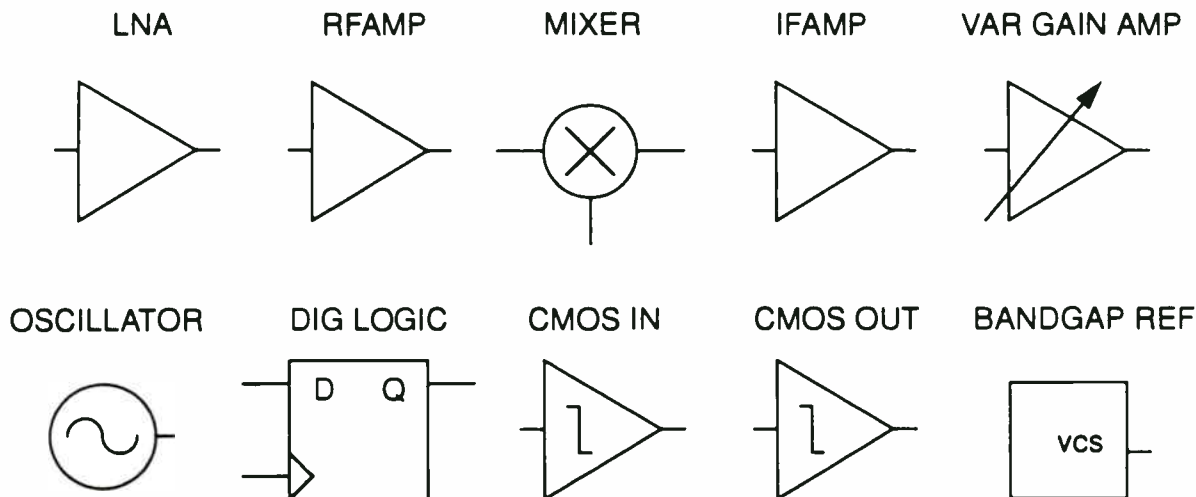 LNA RFAMP MIXER IFAMP VAR GAIN AMP
OSCILLATOR DIG LOGIC CMOS IN CMOS OUT BANDGAP REF
D Q
VCS